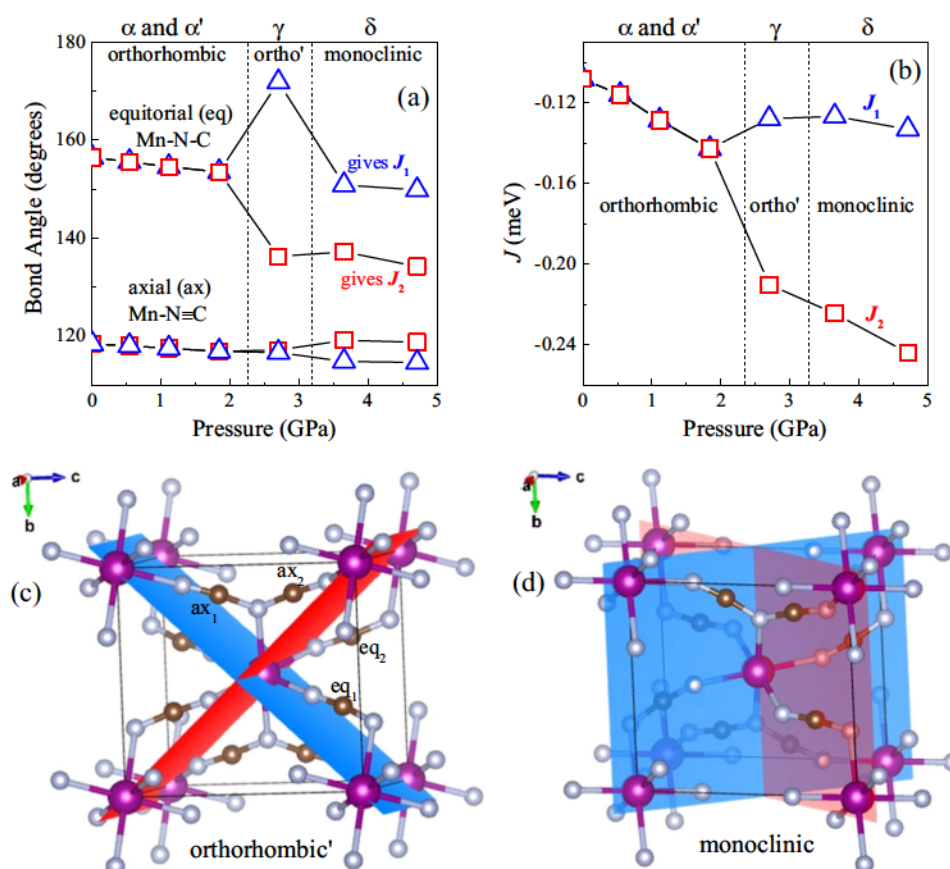 α and α' γ δ
180
orthorhombic ortho' monoclinic
(a)
equitorial (eq)
Mn-N-C
160
gives J₁
140
gives J₂
axial (ax)
Mn-N≡C
120
0 1 2 3 4 5
Pressure (GPa)
Bond Angle (degrees)
α and α' γ δ
(b)
-0.12
J₁
-0.16
orthorhombic ortho' monoclinic
-0.20
J₂
-0.24
0 1 2 3 4 5
Pressure (GPa)
J (meV)
a c
b
(c)
ax₂
ax₁
eq₂
eq₁
orthorhombic'
a c
b
(d)
monoclinic